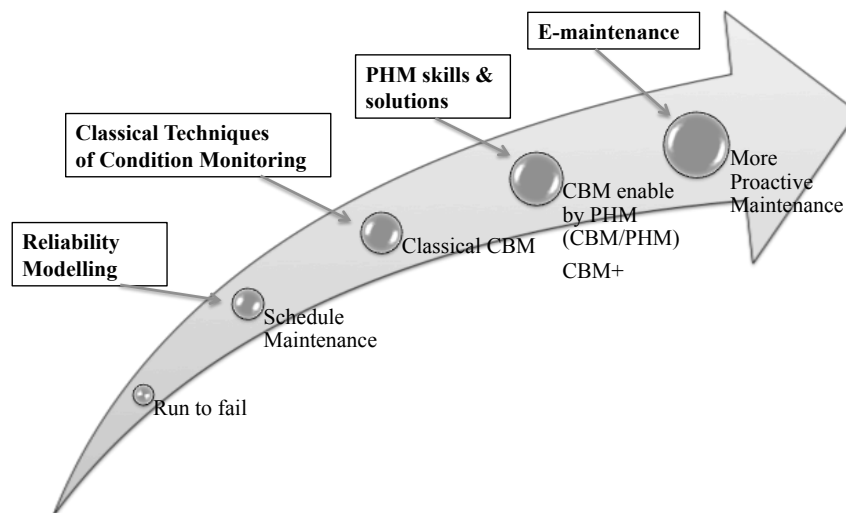 E-maintenance
PHM skills &
solutions
Classical Techniques
of Condition Monitoring
Reliability
Modelling
More
Proactive
Maintenance
CBM enable
by PHM
(CBM/PHM)
CBM+
Classical CBM
Schedule
Maintenance
Run to fail